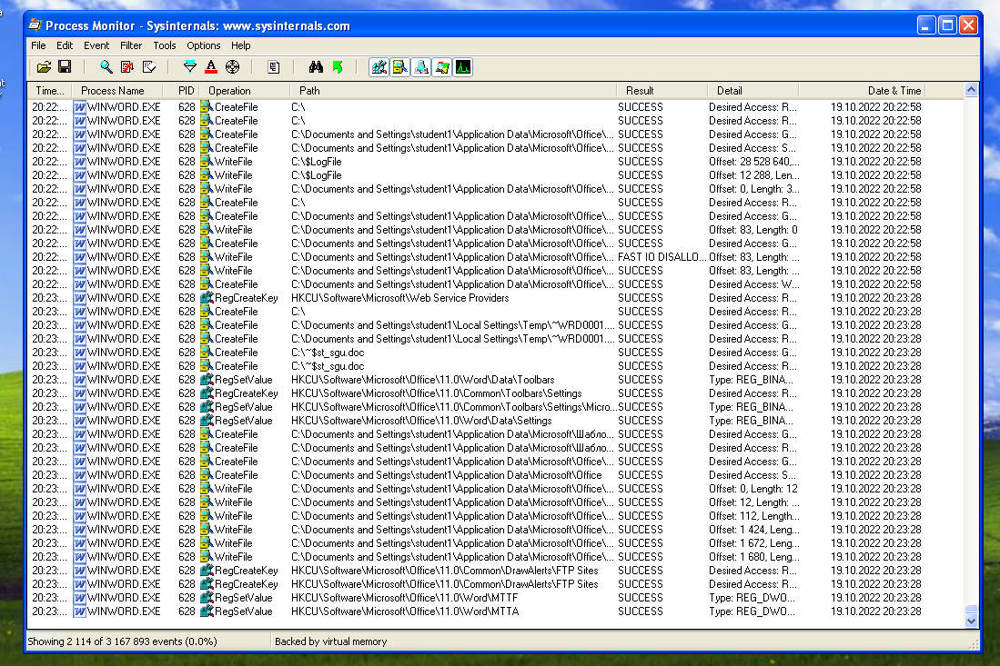 Process Monitor - Sysinternals: www.sysinternals.com
File Edit Event Filter Tools Options Help
Time... Process Name PID Operation Path Result Detail Date & Time
20:22:... WINWORD.EXE 628 CreateFile C:\ SUCCESS Desired Access: R... 19.10.2022 20:22:58
20:22:... WINWORD.EXE 628 CreateFile C:\ SUCCESS Desired Access: R... 19.10.2022 20:22:58
20:22:... WINWORD.EXE 628 CreateFile C:\Documents and Settings\student1\Application Data\Microsoft\Office\... SUCCESS Desired Access: G... 19.10.2022 20:22:58
20:22:... WINWORD.EXE 628 CreateFile C:\Documents and Settings\student1\Application Data\Microsoft\Office\... SUCCESS Desired Access: S... 19.10.2022 20:22:58
20:22:... WINWORD.EXE 628 WriteFile C:\$LogFile SUCCESS Offset: 28 528 640,... 19.10.2022 20:22:58
20:22:... WINWORD.EXE 628 WriteFile C:\$LogFile SUCCESS Offset: 12 288, Len... 19.10.2022 20:22:58
20:22:... WINWORD.EXE 628 WriteFile C:\Documents and Settings\student1\Application Data\Microsoft\Office\... SUCCESS Offset: 0, Length: 3... 19.10.2022 20:22:58
20:22:... WINWORD.EXE 628 CreateFile C:\ SUCCESS Desired Access: R... 19.10.2022 20:22:58
20:22:... WINWORD.EXE 628 CreateFile C:\Documents and Settings\student1\Application Data\Microsoft\Office\... SUCCESS Desired Access: G... 19.10.2022 20:22:58
20:22:... WINWORD.EXE 628 WriteFile C:\Documents and Settings\student1\Application Data\Microsoft\Office\... SUCCESS Offset: 83, Length: 0 19.10.2022 20:22:58
20:22:... WINWORD.EXE 628 CreateFile C:\Documents and Settings\student1\Application Data\Microsoft\Office\... SUCCESS Desired Access: G... 19.10.2022 20:22:58
20:22:... WINWORD.EXE 628 WriteFile C:\Documents and Settings\student1\Application Data\Microsoft\Office\... FAST IO DISALLO... Offset: 83, Length: ... 19.10.2022 20:22:58
20:22:... WINWORD.EXE 628 WriteFile C:\Documents and Settings\student1\Application Data\Microsoft\Office\... SUCCESS Offset: 83, Length: ... 19.10.2022 20:22:58
20:22:... WINWORD.EXE 628 CreateFile C:\Documents and Settings\student1\Application Data\Microsoft\Office\... SUCCESS Desired Access: W... 19.10.2022 20:22:58
20:23:... WINWORD.EXE 628 RegCreateKey HKCU\Software\Microsoft\Web Service Providers SUCCESS Desired Access: R... 19.10.2022 20:23:28
20:23:... WINWORD.EXE 628 CreateFile C:\ SUCCESS Desired Access: R... 19.10.2022 20:23:28
20:23:... WINWORD.EXE 628 CreateFile C:\Documents and Settings\student1\Local Settings\Temp\~WRD0001.... SUCCESS Desired Access: G... 19.10.2022 20:23:28
20:23:... WINWORD.EXE 628 CreateFile C:\Documents and Settings\student1\Local Settings\Temp\~WRD0001.... SUCCESS Desired Access: R... 19.10.2022 20:23:28
20:23:... WINWORD.EXE 628 CreateFile C:\~$st_sgu.doc SUCCESS Desired Access: G... 19.10.2022 20:23:28
20:23:... WINWORD.EXE 628 CreateFile C:\~$st_sgu.doc SUCCESS Desired Access: R... 19.10.2022 20:23:28
20:23:... WINWORD.EXE 628 RegSetValue HKCU\Software\Microsoft\Office\11.0\Word\Data\Toolbars SUCCESS Type: REG_BINA... 19.10.2022 20:23:28
20:23:... WINWORD.EXE 628 RegCreateKey HKCU\Software\Microsoft\Office\11.0\Common\Toolbars\Settings SUCCESS Desired Access: R... 19.10.2022 20:23:28
20:23:... WINWORD.EXE 628 RegSetValue HKCU\Software\Microsoft\Office\11.0\Common\Toolbars\Settings\Micro... SUCCESS Type: REG_BINA... 19.10.2022 20:23:28
20:23:... WINWORD.EXE 628 RegSetValue HKCU\Software\Microsoft\Office\11.0\Word\Data\Settings SUCCESS Type: REG_BINA... 19.10.2022 20:23:28
20:23:... WINWORD.EXE 628 CreateFile C:\Documents and Settings\student1\Application Data\Microsoft\Шабло... SUCCESS Desired Access: G... 19.10.2022 20:23:28
20:23:... WINWORD.EXE 628 CreateFile C:\Documents and Settings\student1\Application Data\Microsoft\Шабло... SUCCESS Desired Access: R... 19.10.2022 20:23:28
20:23:... WINWORD.EXE 628 CreateFile C:\Documents and Settings\student1\Application Data\Microsoft\Office\... SUCCESS Desired Access: G... 19.10.2022 20:23:28
20:23:... WINWORD.EXE 628 CreateFile C:\Documents and Settings\student1\Application Data\Microsoft\Office SUCCESS Desired Access: S... 19.10.2022 20:23:28
20:23:... WINWORD.EXE 628 WriteFile C:\Documents and Settings\student1\Application Data\Microsoft\Office\... SUCCESS Offset: 0, Length: 12 19.10.2022 20:23:28
20:23:... WINWORD.EXE 628 WriteFile C:\Documents and Settings\student1\Application Data\Microsoft\Office\... SUCCESS Offset: 12, Length: ... 19.10.2022 20:23:28
20:23:... WINWORD.EXE 628 WriteFile C:\Documents and Settings\student1\Application Data\Microsoft\Office\... SUCCESS Offset: 112, Length... 19.10.2022 20:23:28
20:23:... WINWORD.EXE 628 WriteFile C:\Documents and Settings\student1\Application Data\Microsoft\Office\... SUCCESS Offset: 1 424, Leng... 19.10.2022 20:23:28
20:23:... WINWORD.EXE 628 WriteFile C:\Documents and Settings\student1\Application Data\Microsoft\Office\... SUCCESS Offset: 1 672, Leng... 19.10.2022 20:23:28
20:23:... WINWORD.EXE 628 WriteFile C:\Documents and Settings\student1\Application Data\Microsoft\Office\... SUCCESS Offset: 1 680, Leng... 19.10.2022 20:23:28
20:23:... WINWORD.EXE 628 RegCreateKey HKCU\Software\Microsoft\Office\11.0\Common\DrawAlerts\FTP Sites SUCCESS Desired Access: R... 19.10.2022 20:23:28
20:23:... WINWORD.EXE 628 RegCreateKey HKCU\Software\Microsoft\Office\11.0\Common\DrawAlerts\FTP Sites SUCCESS Desired Access: R... 19.10.2022 20:23:28
20:23:... WINWORD.EXE 628 RegSetValue HKCU\Software\Microsoft\Office\11.0\Word\MTTF SUCCESS Type: REG_DWO... 19.10.2022 20:23:28
20:23:... WINWORD.EXE 628 RegSetValue HKCU\Software\Microsoft\Office\11.0\Word\MTTA SUCCESS Type: REG_DWO... 19.10.2022 20:23:28
Showing 2 114 of 3 167 893 events (0.0%) Backed by virtual memory